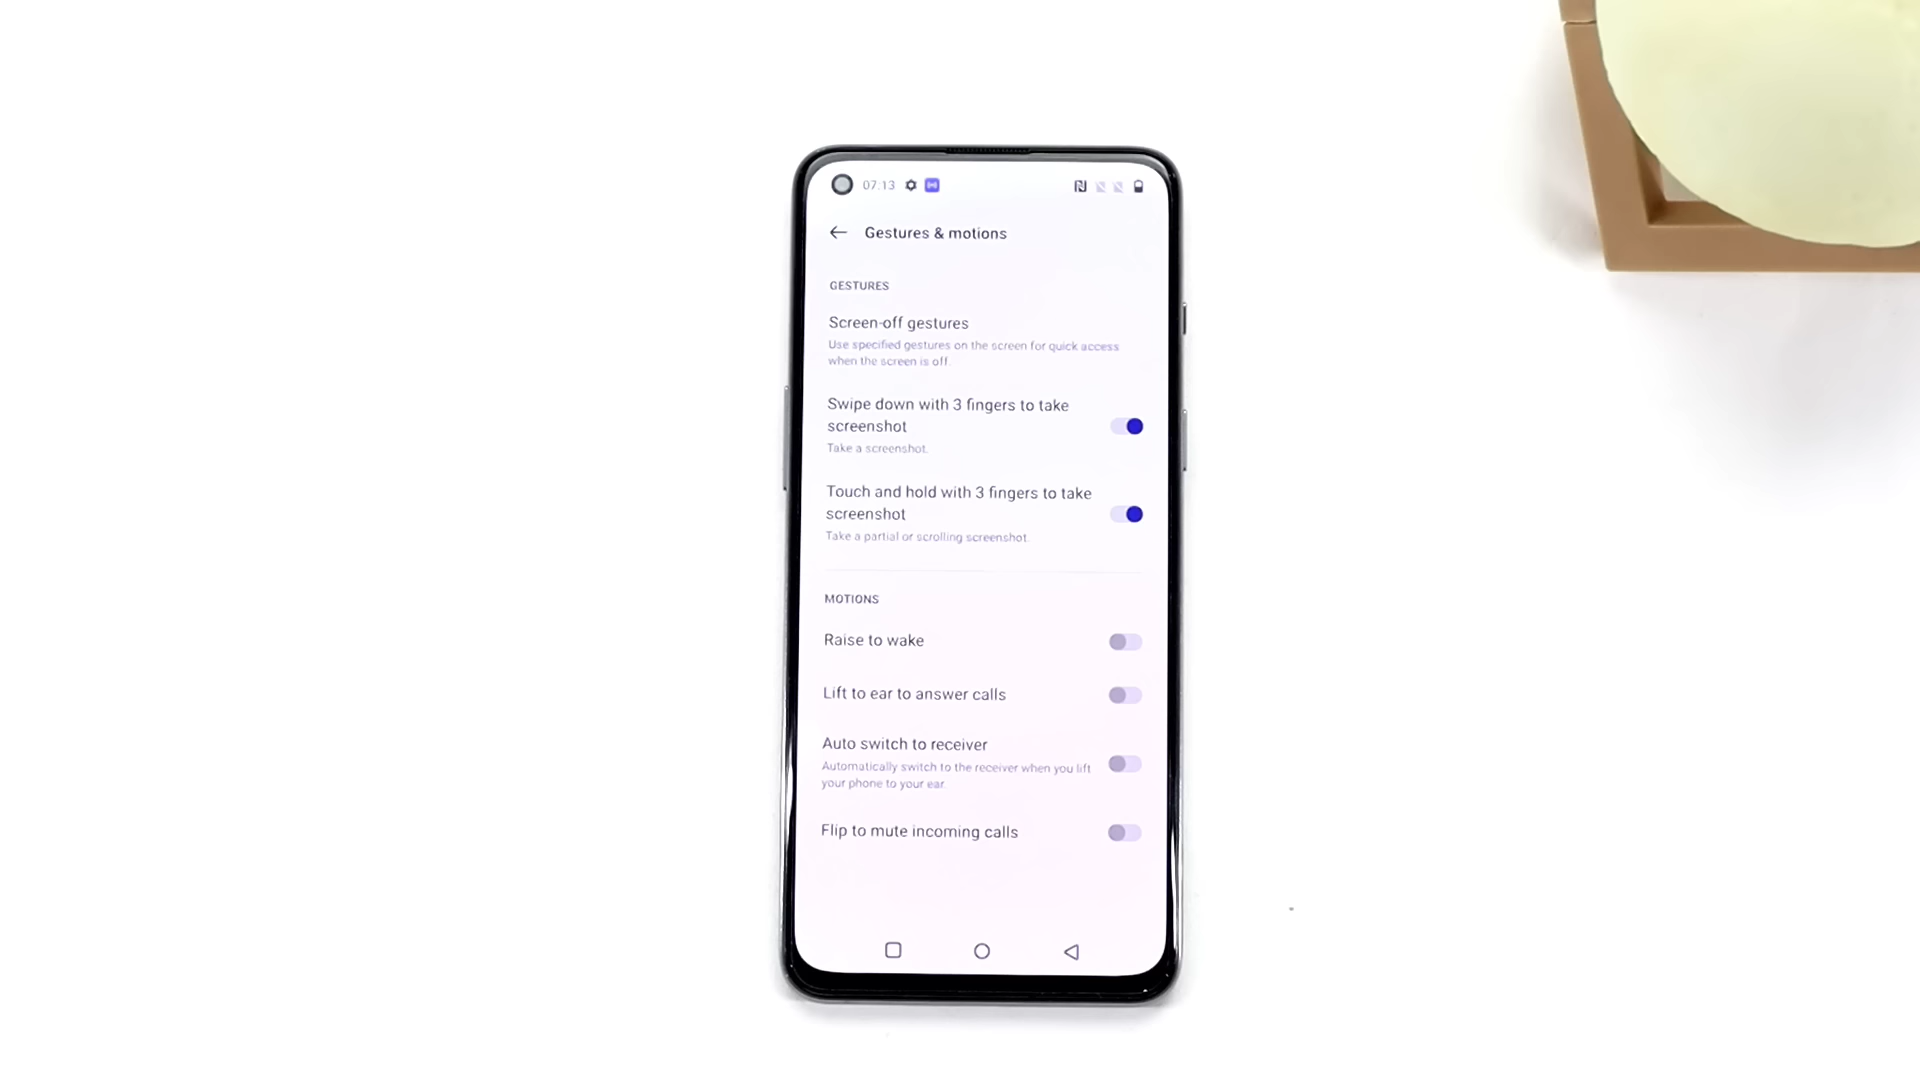 07:13
Gestures & motions
GESTURES
Screen-off gestures
Use specified gestures on the screen for quick access
when the screen is off.
Swipe down with 3 fingers to take
screenshot
Take a screenshot.
Touch and hold with 3 fingers to take
screenshot
Take a partial or scrolling screenshot.
MOTIONS
Raise to wake
Lift to ear to answer calls
Auto switch to receiver
Automatically switch to the receiver when you lift
your phone to your ear.
Flip to mute incoming calls